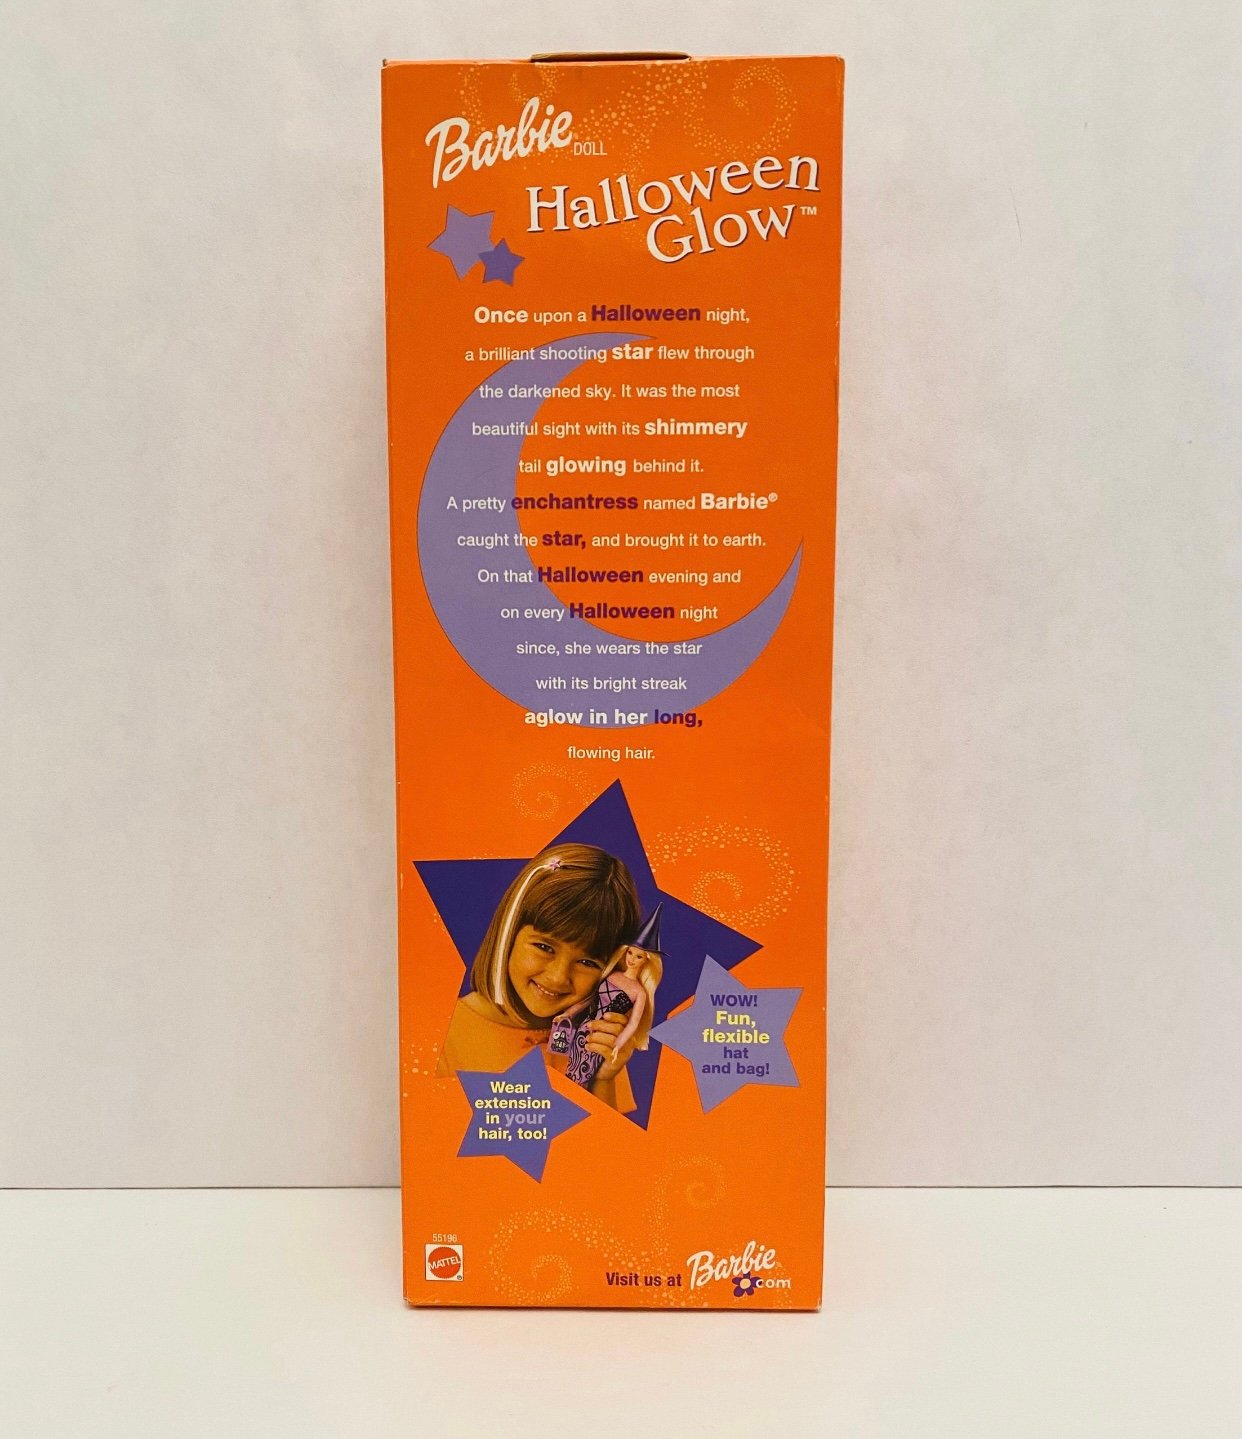 Barbie DOLL
Halloween
Glow™
Once upon a Halloween night,
a brilliant shooting star flew through
the darkened sky. It was the most
beautiful sight with its shimmery
tail glowing behind it.
A pretty enchantress named Barbie®
caught the star, and brought it to earth.
On that Halloween evening and
on every Halloween night
since, she wears the star
with its bright streak
aglow in her long,
flowing hair.
WOW!
Fun,
flexible
hat
and bag!
Wear
extension
in your
hair, too!
55196
MATTEL®
Visit us at Barbie.com